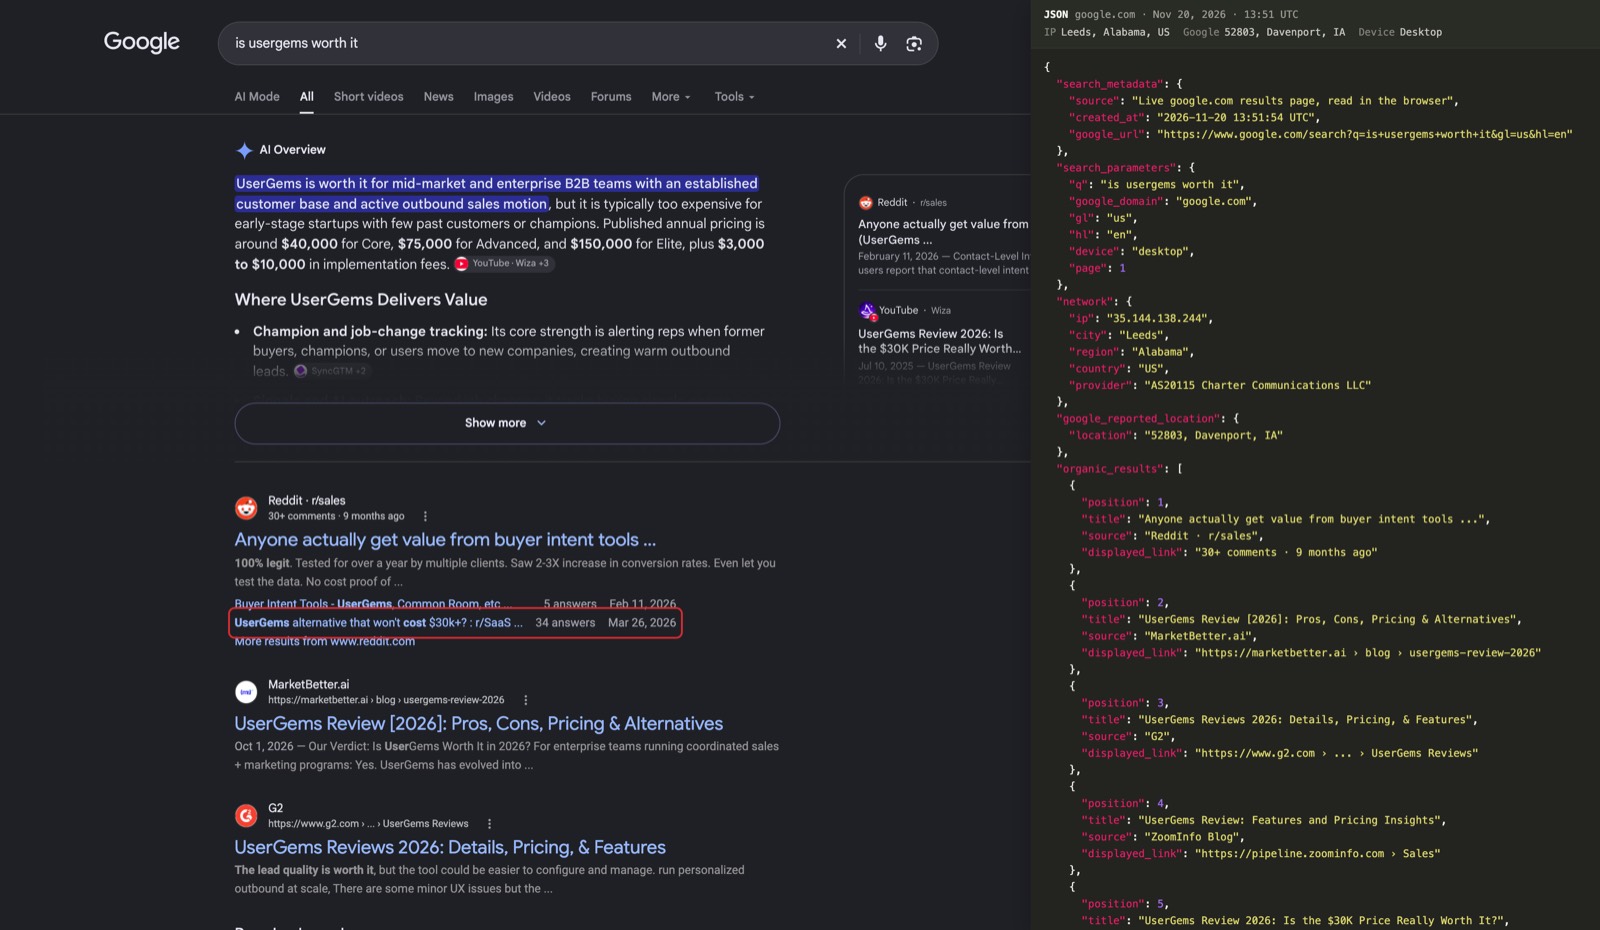 Google
is usergems worth it
AI Mode All Short videos News Images Videos Forums More Tools
AI Overview
UserGems is worth it for mid-market and enterprise B2B teams with an established
customer base and active outbound sales motion, but it is typically too expensive for
early-stage startups with few past customers or champions. Published annual pricing is
around $40,000 for Core, $75,000 for Advanced, and $150,000 for Elite, plus $3,000
to $10,000 in implementation fees. YouTube · Wiza +3
Where UserGems Delivers Value
• Champion and job-change tracking: Its core strength is alerting reps when former
buyers, champions, or users move to new companies, creating warm outbound
leads. SyncGTM +2
Show more
Reddit · r/sales
Anyone actually get value from
(UserGems ...
February 11, 2026 — Contact-Level In
users report that contact-level intent
YouTube · Wiza
UserGems Review 2026: Is
the $30K Price Really Worth...
Jul 10, 2025 — UserGems Review
2026: Is the $30K Price Really...
Reddit · r/sales
30+ comments · 9 months ago
Anyone actually get value from buyer intent tools ...
100% legit. Tested for over a year by multiple clients. Saw 2-3X increase in conversion rates. Even let you
test the data. No cost proof of ...
Buyer Intent Tools - UserGems, Common Room, etc ... 5 answers Feb 11, 2026
UserGems alternative that won't cost $30k+? : r/SaaS ... 34 answers Mar 26, 2026
More results from www.reddit.com
MarketBetter.ai
https://marketbetter.ai › blog › usergems-review-2026
UserGems Review [2026]: Pros, Cons, Pricing & Alternatives
Oct 1, 2026 — Our Verdict: Is UserGems Worth It in 2026? For enterprise teams running coordinated sales
+ marketing programs: Yes. UserGems has evolved into ...
G2
https://www.g2.com › ... › UserGems Reviews
UserGems Reviews 2026: Details, Pricing, & Features
The lead quality is worth it, but the tool could be easier to configure and manage. run personalized
outbound at scale, There are some minor UX issues but the ...
JSON google.com · Nov 20, 2026 · 13:51 UTC
IP Leeds, Alabama, US Google 52803, Davenport, IA Device Desktop
{
"search_metadata": {
"source": "Live google.com results page, read in the browser",
"created_at": "2026-11-20 13:51:54 UTC",
"google_url": "https://www.google.com/search?q=is+usergems+worth+it&gl=us&hl=en"
},
"search_parameters": {
"q": "is usergems worth it",
"google_domain": "google.com",
"gl": "us",
"hl": "en",
"device": "desktop",
"page": 1
},
"network": {
"ip": "35.144.138.244",
"city": "Leeds",
"region": "Alabama",
"country": "US",
"provider": "AS20115 Charter Communications LLC"
},
"google_reported_location": {
"location": "52803, Davenport, IA"
},
"organic_results": [
{
"position": 1,
"title": "Anyone actually get value from buyer intent tools ...",
"source": "Reddit · r/sales",
"displayed_link": "30+ comments · 9 months ago"
},
{
"position": 2,
"title": "UserGems Review [2026]: Pros, Cons, Pricing & Alternatives",
"source": "MarketBetter.ai",
"displayed_link": "https://marketbetter.ai › blog › usergems-review-2026"
},
{
"position": 3,
"title": "UserGems Reviews 2026: Details, Pricing, & Features",
"source": "G2",
"displayed_link": "https://www.g2.com › ... › UserGems Reviews"
},
{
"position": 4,
"title": "UserGems Review: Features and Pricing Insights",
"source": "ZoomInfo Blog",
"displayed_link": "https://pipeline.zoominfo.com › Sales"
},
{
"position": 5,
"title": "UserGems Review 2026: Is the $30K Price Really Worth It?",